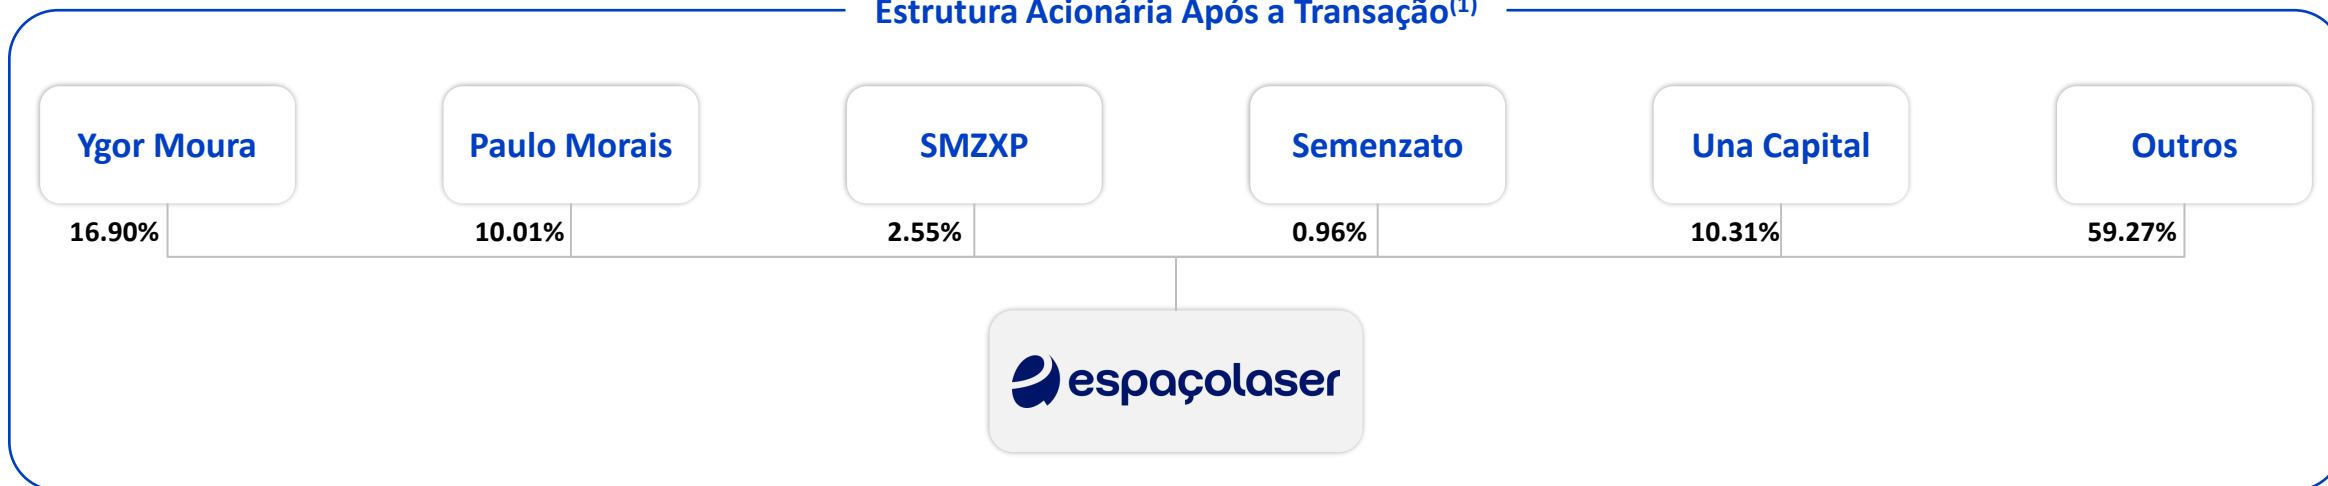 Estrutura Acionária Após a Transação(1)
Ygor Moura
Paulo Morais
SMZXP
Semenzato
Una Capital
Outros
16.90%
10.01%
2.55%
0.96%
10.31%
59.27%
espaçolaser